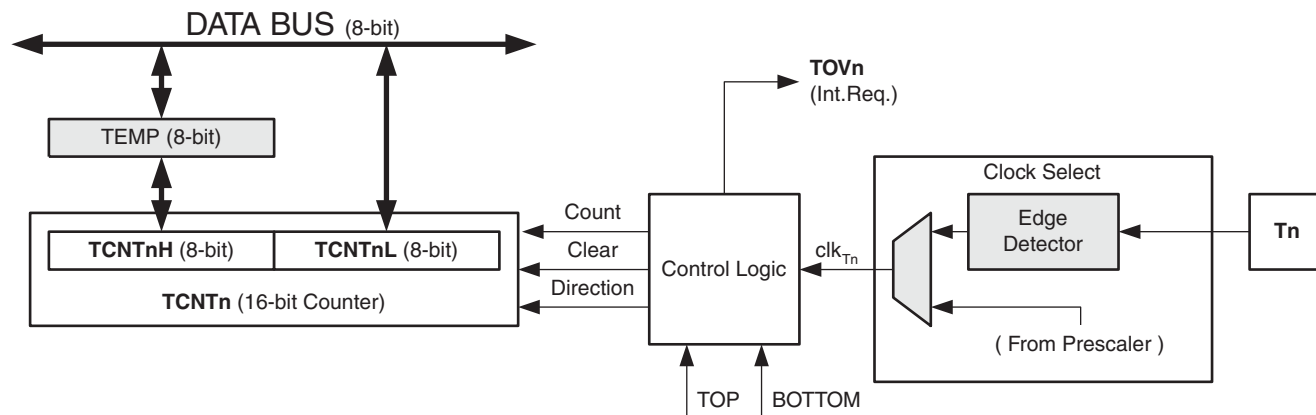 DATA BUS (8-bit)
TOVn
(Int.Req.)
TEMP (8-bit)
Clock Select
Count
Edge
Detector
Tn
TCNTnH (8-bit)
TCNTnL (8-bit)
Clear
Control Logic
clkTn
TCNTn (16-bit Counter)
Direction
( From Prescaler )
TOP
BOTTOM